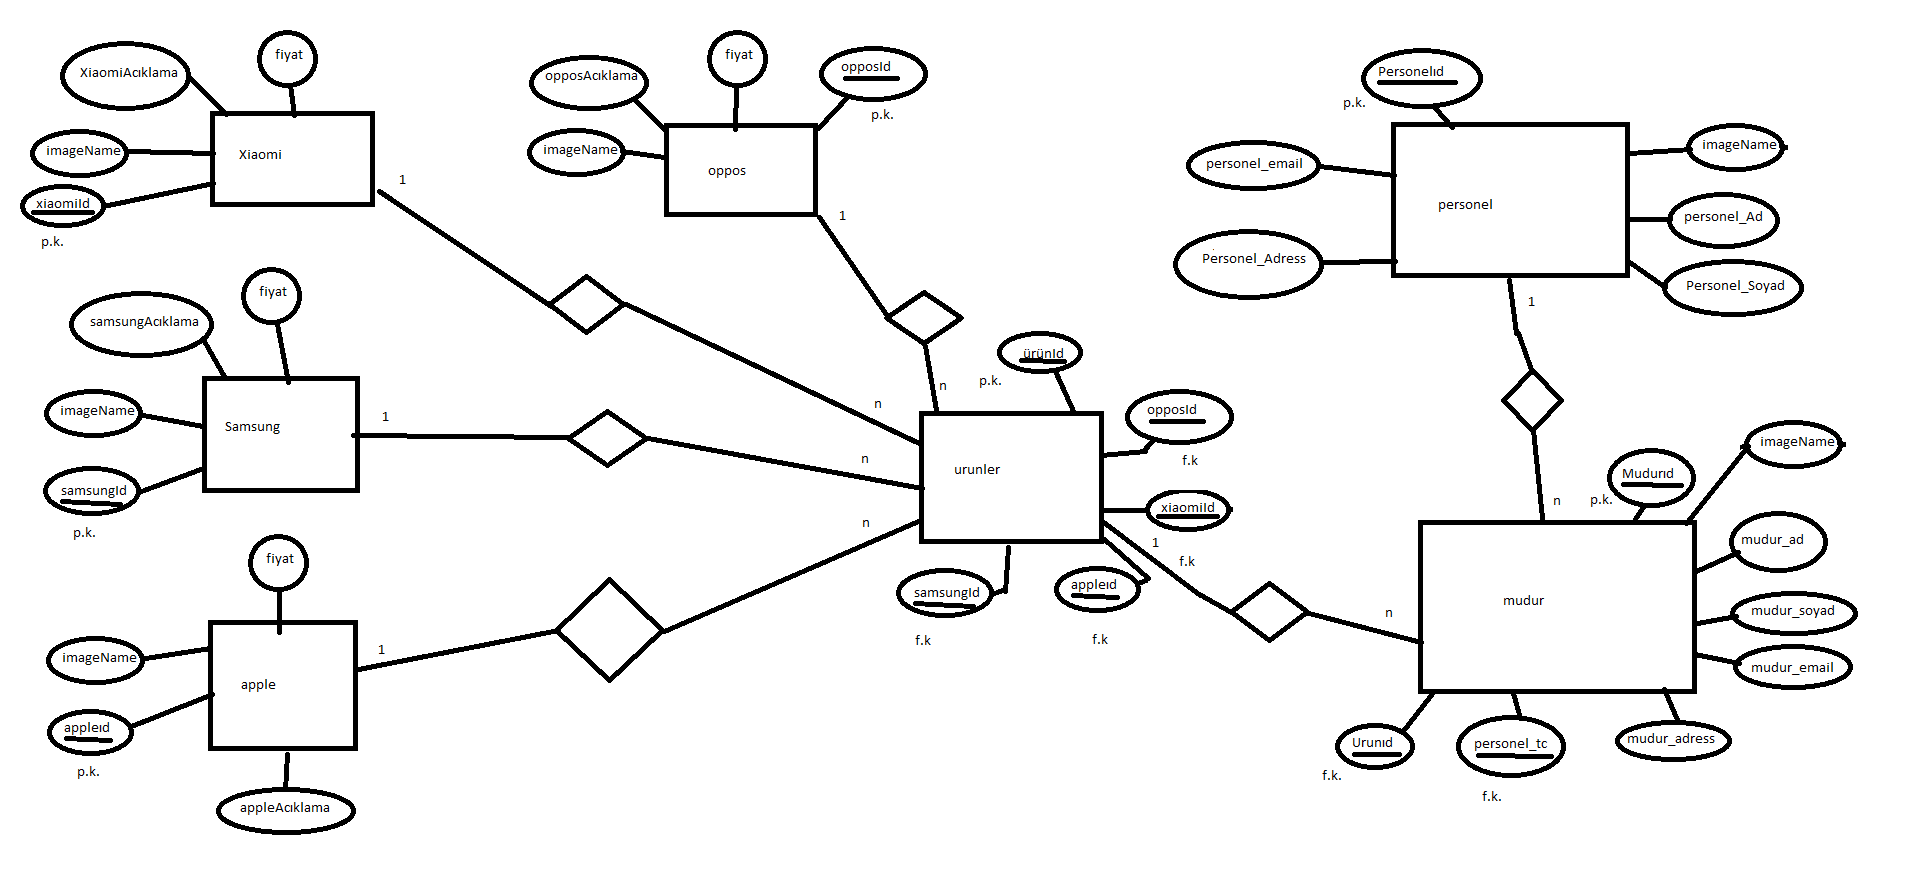 XiaomiAcıklama
fiyat
imageName
Xiaomi
xiaomiId
p.k.
1
opposAcıklama
fiyat
opposId
p.k.
imageName
oppos
1
Personelıd
p.k.
personel_email
imageName
personel
personel_Ad
Personel_Adress
Personel_Soyad
1
samsungAcıklama
fiyat
imageName
Samsung
samsungId
p.k.
1
n
n
n
n
ürünId
p.k.
opposId
f.k
urunler
xiaomiId
f.k
1
samsungId
f.k
appleıd
f.k
n
n
Mudurıd
p.k.
imageName
mudur_ad
mudur
mudur_soyad
mudur_email
Urunıd
f.k.
personel_tc
f.k.
mudur_adress
fiyat
imageName
apple
1
appleıd
p.k.
appleAcıklama